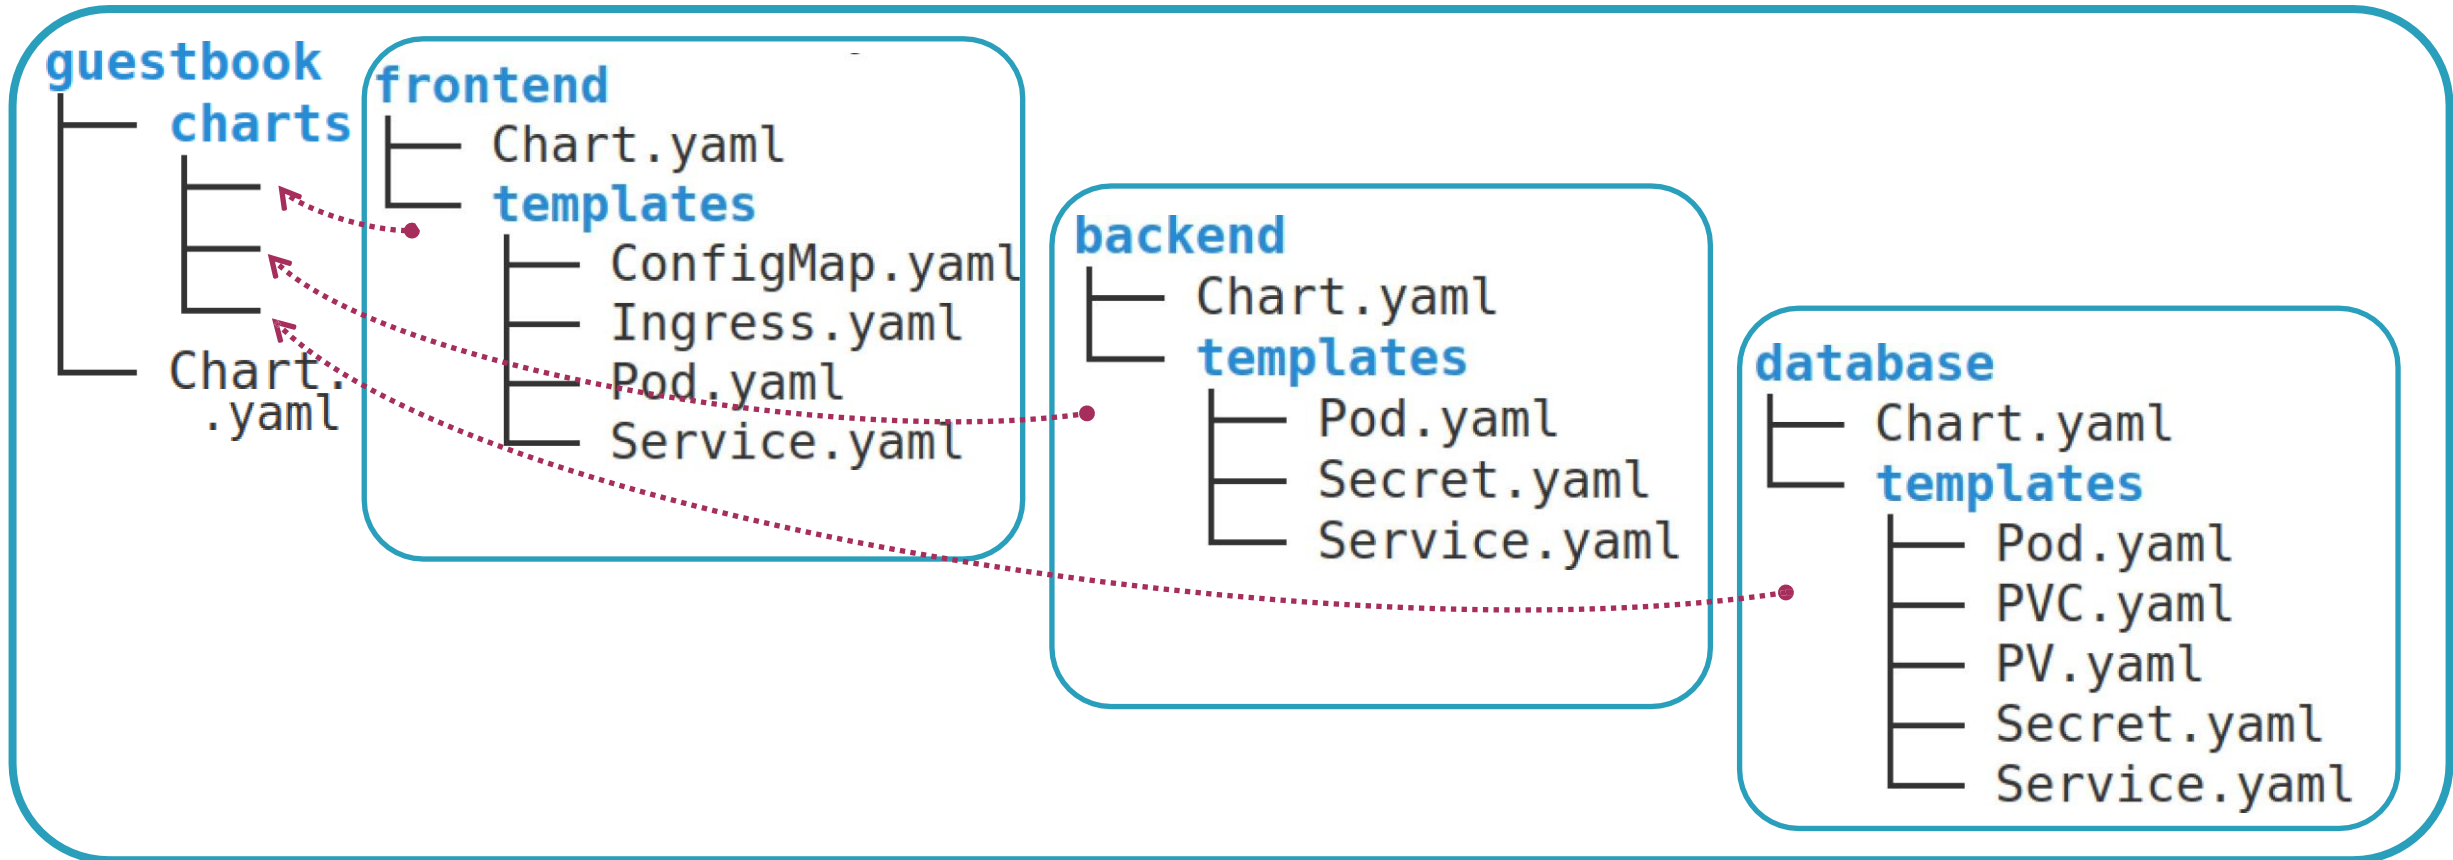 guestbook
charts
Chart.
.yaml
frontend
Chart.yaml
templates
ConfigMap.yaml
Ingress.yaml
Pod.yaml
Service.yaml
backend
Chart.yaml
templates
Pod.yaml
Secret.yaml
Service.yaml
database
Chart.yaml
templates
Pod.yaml
PVC.yaml
PV.yaml
Secret.yaml
Service.yaml